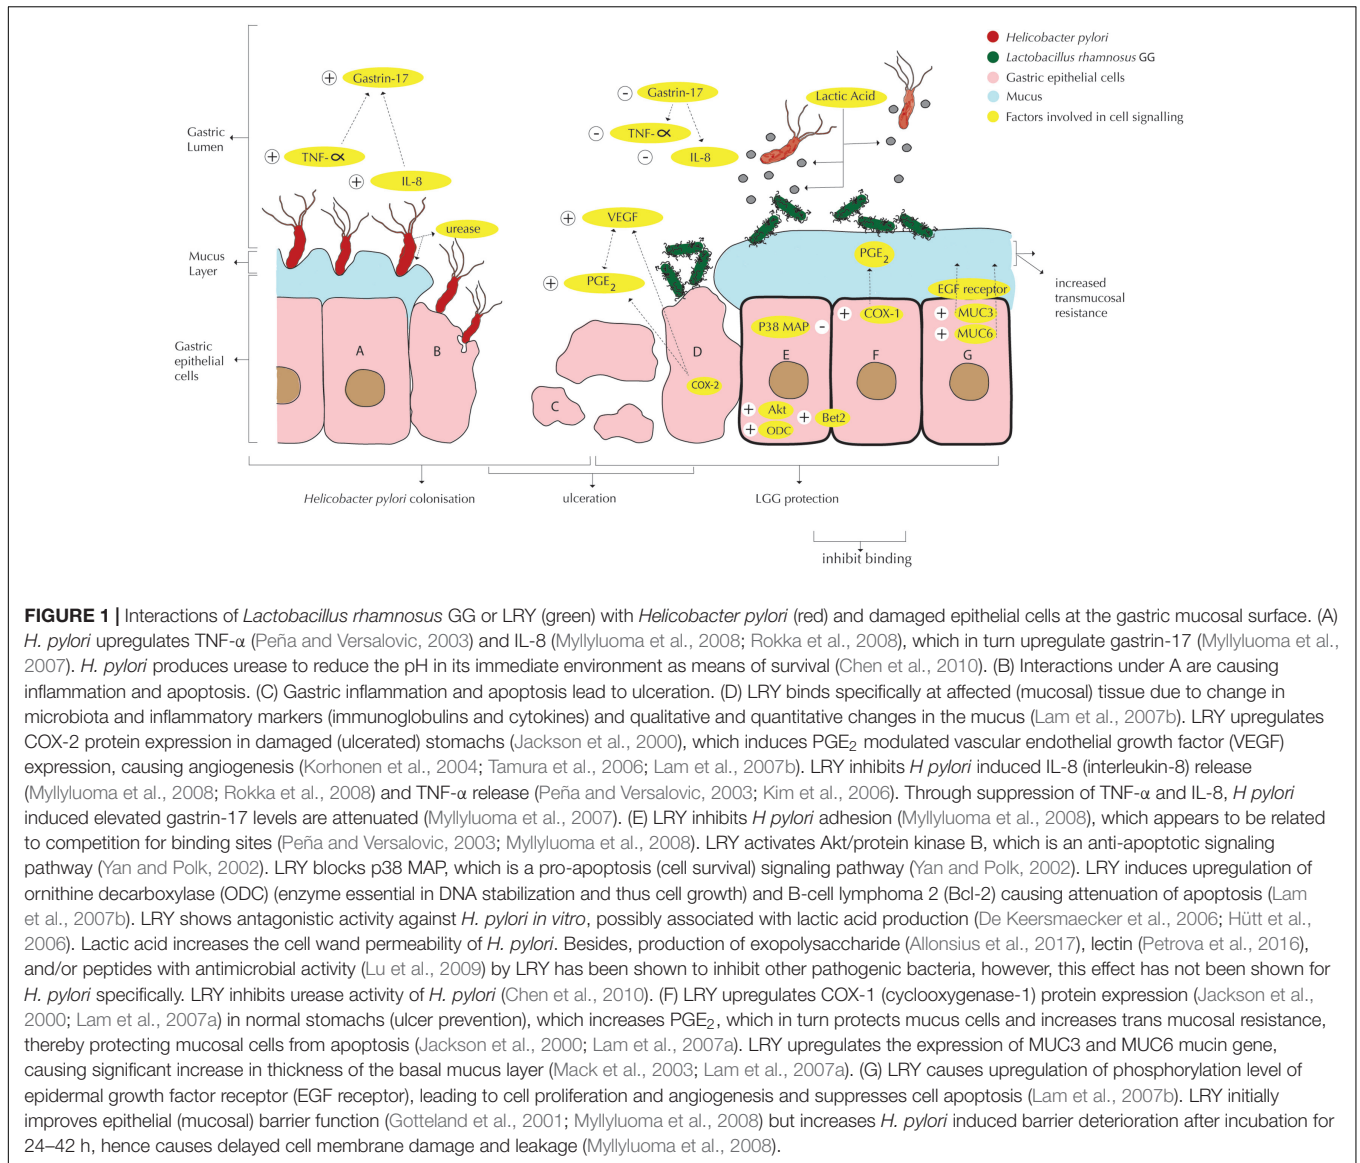 Helicobacter pylori
Lactobacillus rhamnosus GG
Gastric epithelial cells
Mucus
Factors involved in cell signalling
Gastric
Lumen
Mucus
Layer
Gastric
epithelial
cells
+ Gastrin-17
+ TNF-α
+ IL-8
urease
A
B
- Gastrin-17
- TNF-α
- IL-8
Lactic Acid
+ VEGF
+ PGE2
PGE2
EGF receptor
increased
transmucosal
resistance
P38 MAP -
+ COX-1
+ MUC3
+ MUC6
C
D
E
F
G
COX-2
+ Akt
+ Bet2
+ ODC
Helicobacter pylori colonisation
ulceration
LGG protection
inhibit binding
FIGURE 1 | Interactions of Lactobacillus rhamnosus GG or LRY (green) with Helicobacter pylori (red) and damaged epithelial cells at the gastric mucosal surface. (A)
H. pylori upregulates TNF-α (Peña and Versalovic, 2003) and IL-8 (Myllyluoma et al., 2008; Rokka et al., 2008), which in turn upregulate gastrin-17 (Myllyluoma et al.,
2007). H. pylori produces urease to reduce the pH in its immediate environment as means of survival (Chen et al., 2010). (B) Interactions under A are causing
inflammation and apoptosis. (C) Gastric inflammation and apoptosis lead to ulceration. (D) LRY binds specifically at affected (mucosal) tissue due to change in
microbiota and inflammatory markers (immunoglobulins and cytokines) and qualitative and quantitative changes in the mucus (Lam et al., 2007b). LRY upregulates
COX-2 protein expression in damaged (ulcerated) stomachs (Jackson et al., 2000), which induces PGE2 modulated vascular endothelial growth factor (VEGF)
expression, causing angiogenesis (Korhonen et al., 2004; Tamura et al., 2006; Lam et al., 2007b). LRY inhibits H pylori induced IL-8 (interleukin-8) release
(Myllyluoma et al., 2008; Rokka et al., 2008) and TNF-α release (Peña and Versalovic, 2003; Kim et al., 2006). Through suppression of TNF-α and IL-8, H pylori
induced elevated gastrin-17 levels are attenuated (Myllyluoma et al., 2007). (E) LRY inhibits H pylori adhesion (Myllyluoma et al., 2008), which appears to be related
to competition for binding sites (Peña and Versalovic, 2003; Myllyluoma et al., 2008). LRY activates Akt/protein kinase B, which is an anti-apoptotic signaling
pathway (Yan and Polk, 2002). LRY blocks p38 MAP, which is a pro-apoptosis (cell survival) signaling pathway (Yan and Polk, 2002). LRY induces upregulation of
ornithine decarboxylase (ODC) (enzyme essential in DNA stabilization and thus cell growth) and B-cell lymphoma 2 (Bcl-2) causing attenuation of apoptosis (Lam
et al., 2007b). LRY shows antagonistic activity against H. pylori in vitro, possibly associated with lactic acid production (De Keersmaecker et al., 2006; Hütt et al.,
2006). Lactic acid increases the cell wand permeability of H. pylori. Besides, production of exopolysaccharide (Allonsius et al., 2017), lectin (Petrova et al., 2016),
and/or peptides with antimicrobial activity (Lu et al., 2009) by LRY has been shown to inhibit other pathogenic bacteria, however, this effect has not been shown for
H. pylori specifically. LRY inhibits urease activity of H. pylori (Chen et al., 2010). (F) LRY upregulates COX-1 (cyclooxygenase-1) protein expression (Jackson et al.,
2000; Lam et al., 2007a) in normal stomachs (ulcer prevention), which increases PGE2, which in turn protects mucus cells and increases trans mucosal resistance,
thereby protecting mucosal cells from apoptosis (Jackson et al., 2000; Lam et al., 2007a). LRY upregulates the expression of MUC3 and MUC6 mucin gene,
causing significant increase in thickness of the basal mucus layer (Mack et al., 2003; Lam et al., 2007a). (G) LRY causes upregulation of phosphorylation level of
epidermal growth factor receptor (EGF receptor), leading to cell proliferation and angiogenesis and suppresses cell apoptosis (Lam et al., 2007b). LRY initially
improves epithelial (mucosal) barrier function (Gotteland et al., 2001; Myllyluoma et al., 2008) but increases H. pylori induced barrier deterioration after incubation for
24–42 h, hence causes delayed cell membrane damage and leakage (Myllyluoma et al., 2008).